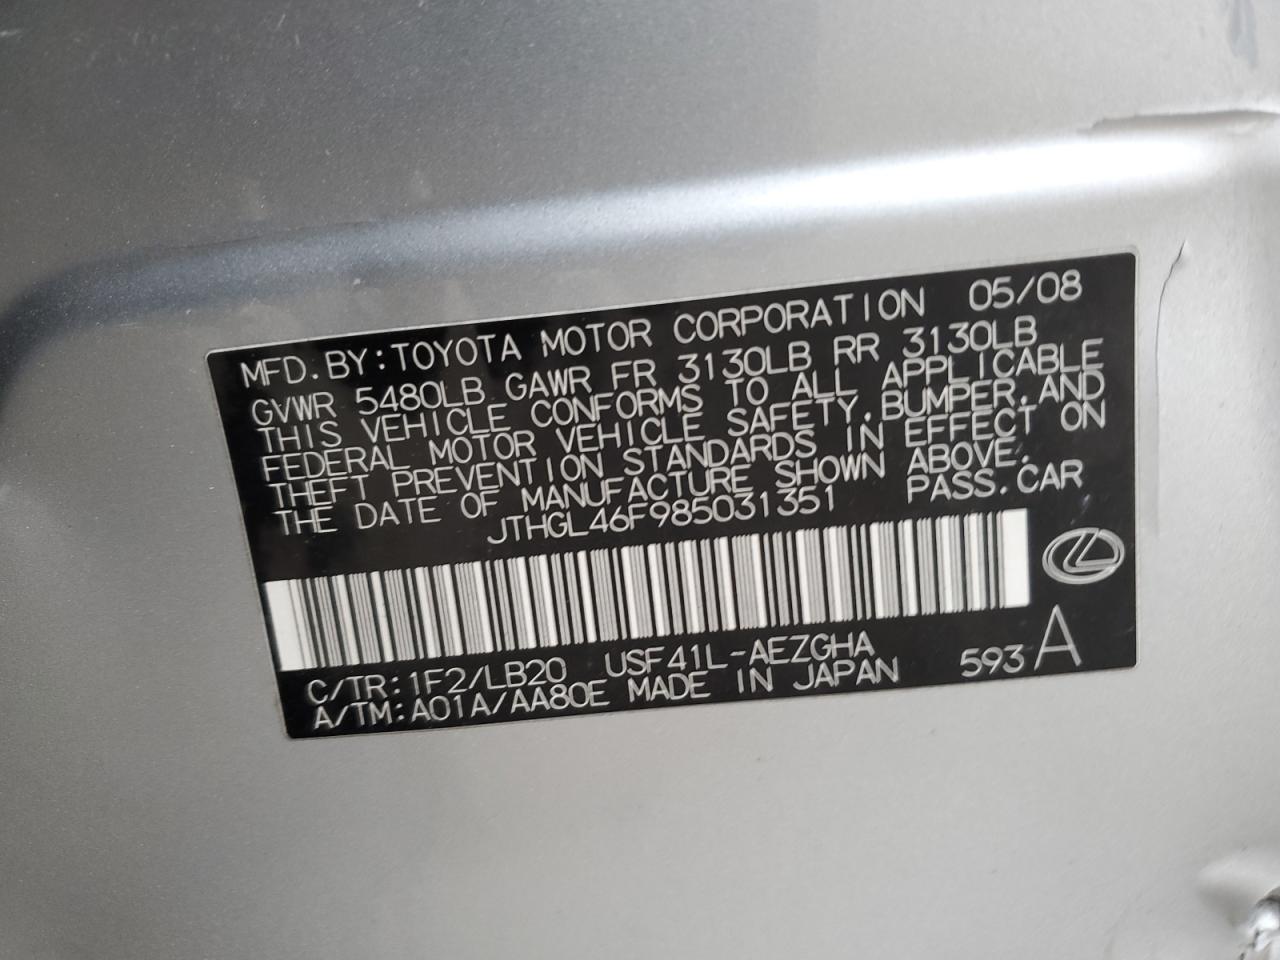 MFD. BY: TOYOTA MOTOR CORPORATION 05/08
GVWR 5480LB GAWR FR 3130LB RR 3130LB
THIS VEHICLE CONFORMS TO ALL APPLICABLE
FEDERAL MOTOR VEHICLE SAFETY, BUMPER, AND
THEFT PREVENTION STANDARDS IN EFFECT ON
THE DATE OF MANUFACTURE SHOWN ABOVE.
JTHGL46F985031351 PASS. CAR
C/TR: 1F2/LB20 USF41L-AEZGHA 593 A
A/TM: A01A/AA80E MADE IN JAPAN